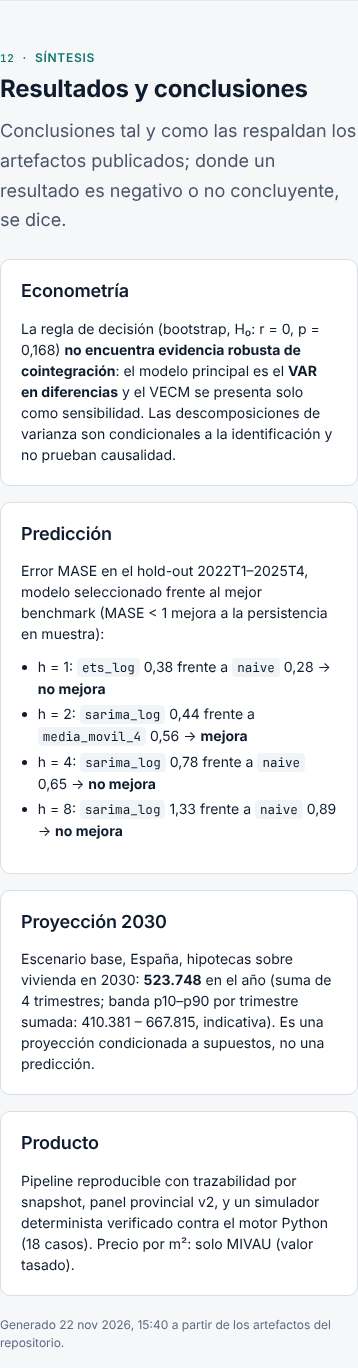 12 · SÍNTESIS
Resultados y conclusiones
Conclusiones tal y como las respaldan los
artefactos publicados; donde un
resultado es negativo o no concluyente,
se dice.
Econometría
La regla de decisión (bootstrap, H₀: r = 0, p =
0,168) no encuentra evidencia robusta de
cointegración: el modelo principal es el VAR
en diferencias y el VECM se presenta solo
como sensibilidad. Las descomposiciones de
varianza son condicionales a la identificación y
no prueban causalidad.
Predicción
Error MASE en el hold-out 2022T1–2025T4,
modelo seleccionado frente al mejor
benchmark (MASE < 1 mejora a la persistencia
en muestra):
• h = 1: ets_log 0,38 frente a naive 0,28 →
no mejora
• h = 2: sarima_log 0,44 frente a
media_movil_4 0,56 → mejora
• h = 4: sarima_log 0,78 frente a naive
0,65 → no mejora
• h = 8: sarima_log 1,33 frente a naive 0,89
→ no mejora
Proyección 2030
Escenario base, España, hipotecas sobre
vivienda en 2030: 523.748 en el año (suma de
4 trimestres; banda p10–p90 por trimestre
sumada: 410.381 – 667.815, indicativa). Es una
proyección condicionada a supuestos, no una
predicción.
Producto
Pipeline reproducible con trazabilidad por
snapshot, panel provincial v2, y un simulador
determinista verificado contra el motor Python
(18 casos). Precio por m²: solo MIVAU (valor
tasado).
Generado 22 nov 2026, 15:40 a partir de los artefactos del
repositorio.